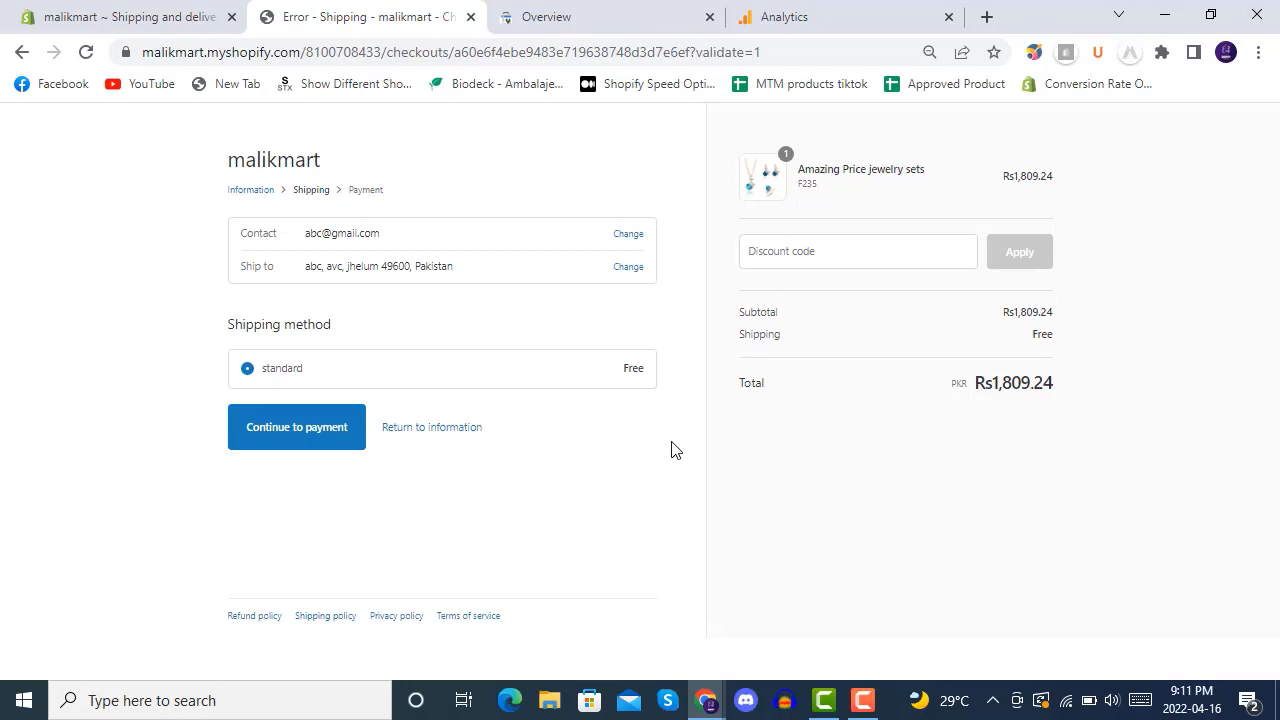 malikmart ~ Shipping and delive
Error - Shipping - malikmart - Ch
Overview
Analytics
malikmart.myshopify.com/8100708433/checkouts/a60e6f4ebe9483e719638748d3d7e6ef?validate=1
Facebook
YouTube
New Tab
STX
Show Different Sho...
Biodeck - Ambalaje...
Shopify Speed Opti...
MTM products tiktok
Approved Product
Conversion Rate O...
malikmart
Information > Shipping > Payment
Contact abc@gmail.com Change
Ship to abc, avc, jhelum 49600, Pakistan Change
Shipping method
standard Free
Continue to payment
Return to information
Refund policy Shipping policy Privacy policy Terms of service
1
Amazing Price jewelry sets Rs1,809.24
F235
Discount code Apply
Subtotal Rs1,809.24
Shipping Free
Total PKR Rs1,809.24
Type here to search
29°C
9:11 PM
2022-04-16
2